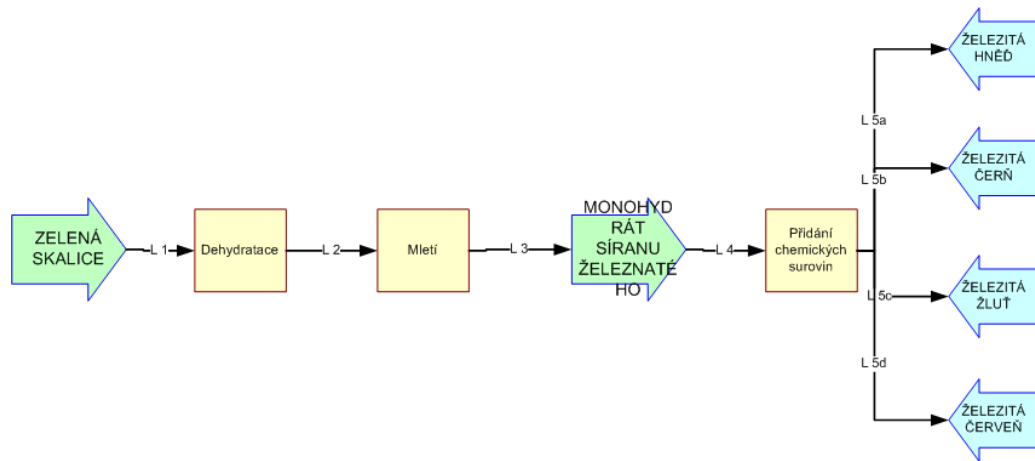 ZELENÁ
SKALICE
L 1
Dehydratace
L 2
Mletí
L 3
MONOHYD
RÁT
SÍRANU
ŽELEZNATÉ
HO
L 4
Přidání
chemických
surovin
L 5a
L 5b
L 5c
L 5d
ŽELEZITÁ
HNĚĎ
ŽELEZITÁ
ČERŇ
ŽELEZITÁ
ŽLUŤ
ŽELEZITÁ
ČERVEŇ